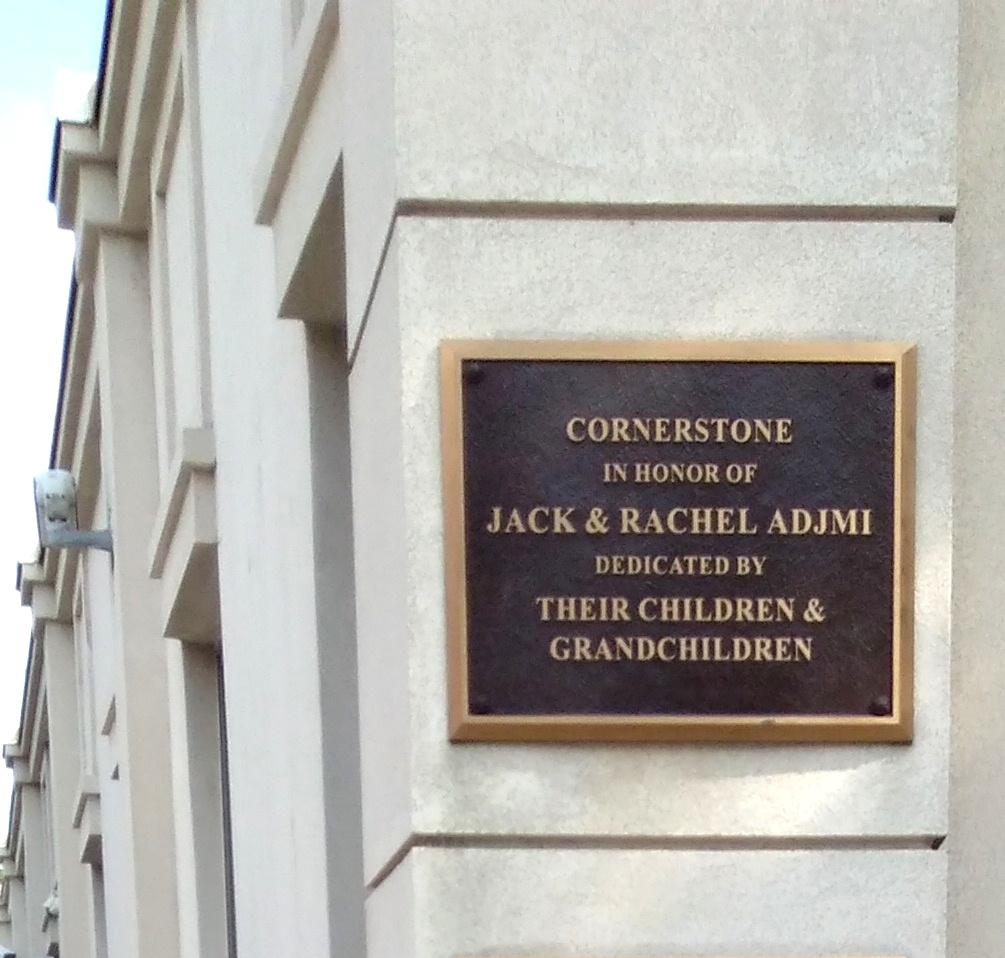 CORNERSTONE
IN HONOR OF
JACK & RACHEL ADJMI
DEDICATED BY
THEIR CHILDREN &
GRANDCHILDREN